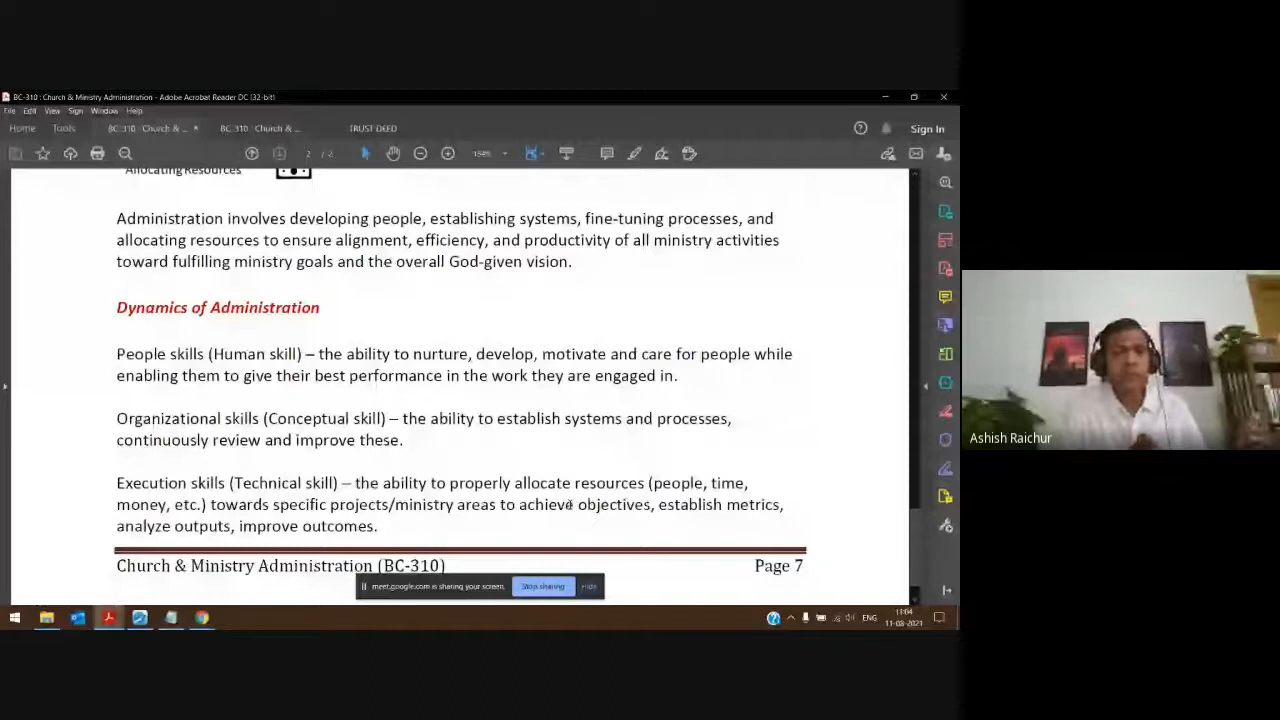 BC-310 : Church & Ministry Administration - Adobe Acrobat Reader DC (32-bit)
File Edit View Sign Window Help
Home Tools BC-310 Church & ... × BC 310 Church & ... TRUST DEED Sign In
2 / 2 154%
Allocating Resources
Administration involves developing people, establishing systems, fine-tuning processes, and
allocating resources to ensure alignment, efficiency, and productivity of all ministry activities
toward fulfilling ministry goals and the overall God-given vision.
Dynamics of Administration
People skills (Human skill) – the ability to nurture, develop, motivate and care for people while
enabling them to give their best performance in the work they are engaged in.
Organizational skills (Conceptual skill) – the ability to establish systems and processes,
continuously review and improve these.
Execution skills (Technical skill) – the ability to properly allocate resources (people, time,
money, etc.) towards specific projects/ministry areas to achieve objectives, establish metrics,
analyze outputs, improve outcomes.
Church & Ministry Administration (BC-310) Page 7
meet.google.com is sharing your screen. Stop sharing Hide
ENG
11:04
11-08-2021
Ashish Raichur